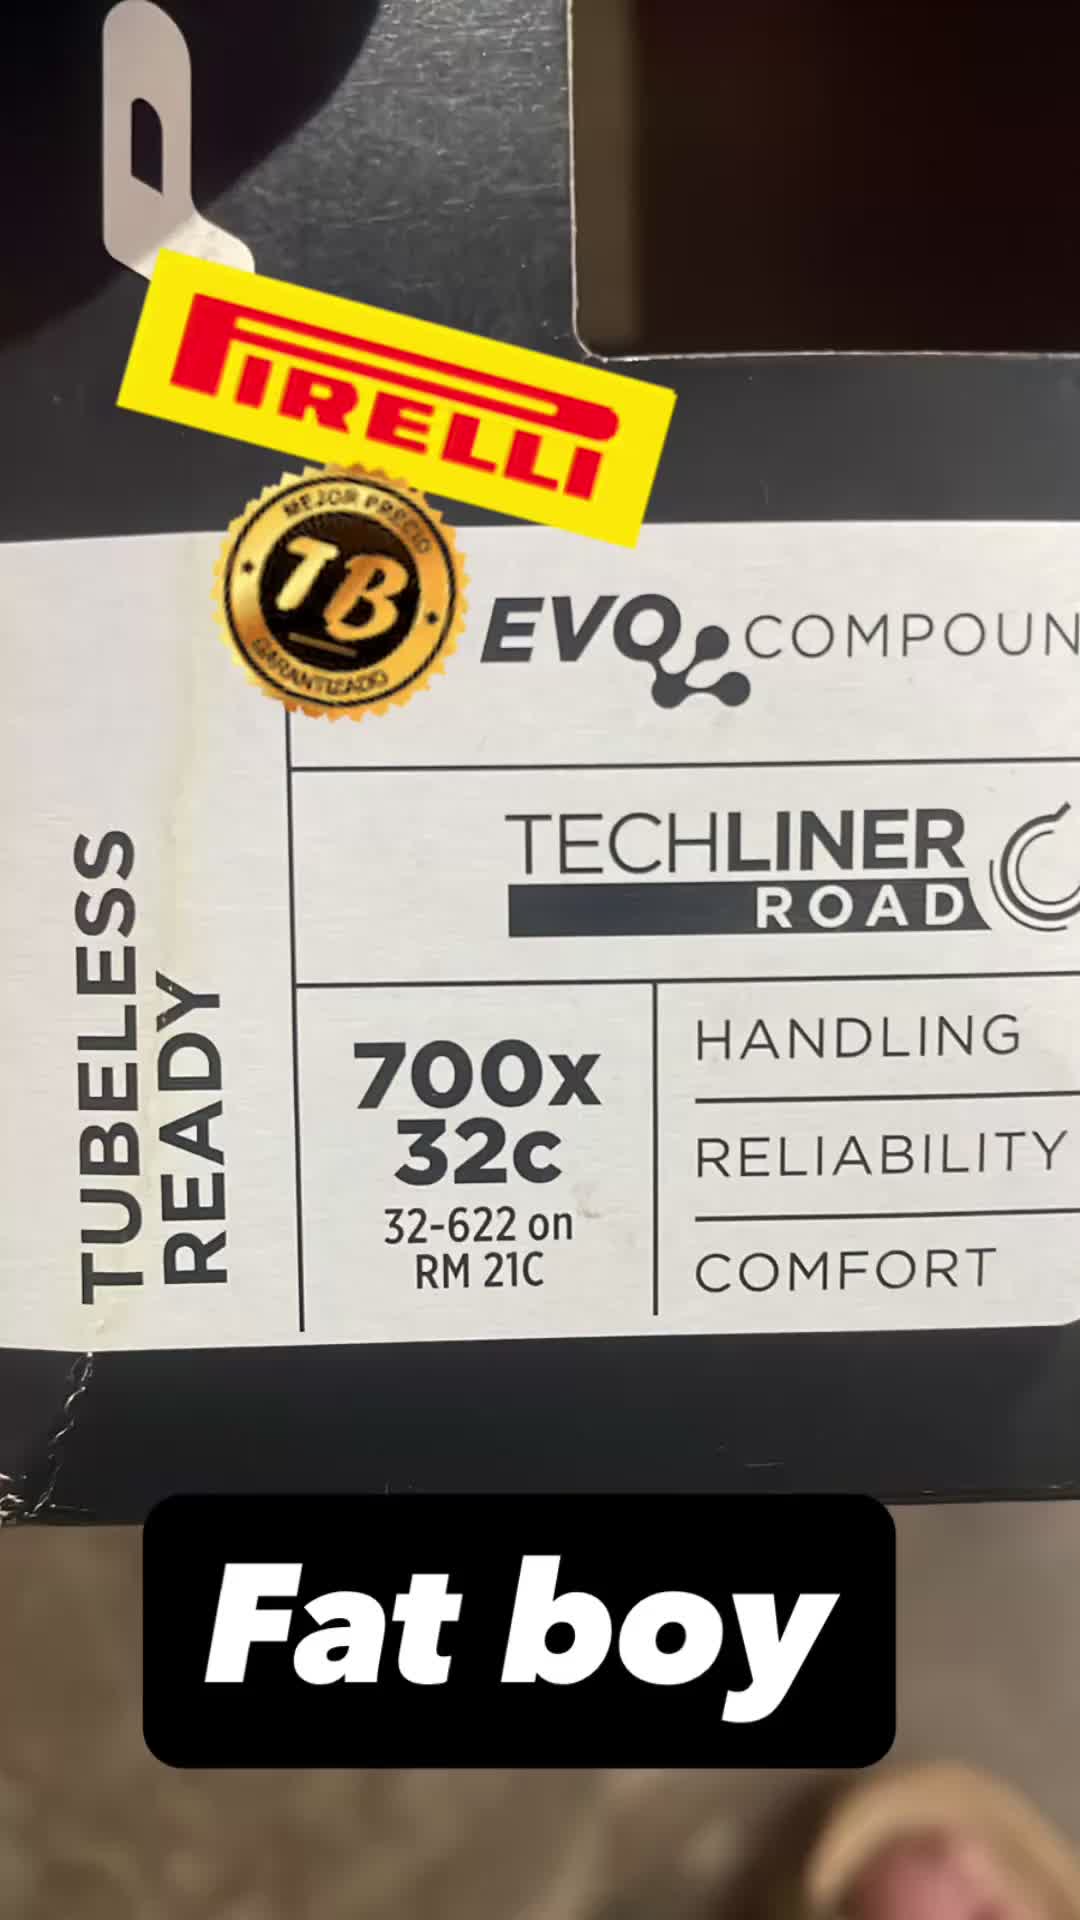 PIRELLI
MEJOR PRECIO
TB
GARANTIZADO
EVO COMPOUN
TECHLINER
ROAD
TUBELESS
READY
700x
32c
32-622 on
RM 21C
HANDLING
RELIABILITY
COMFORT
Fat boy